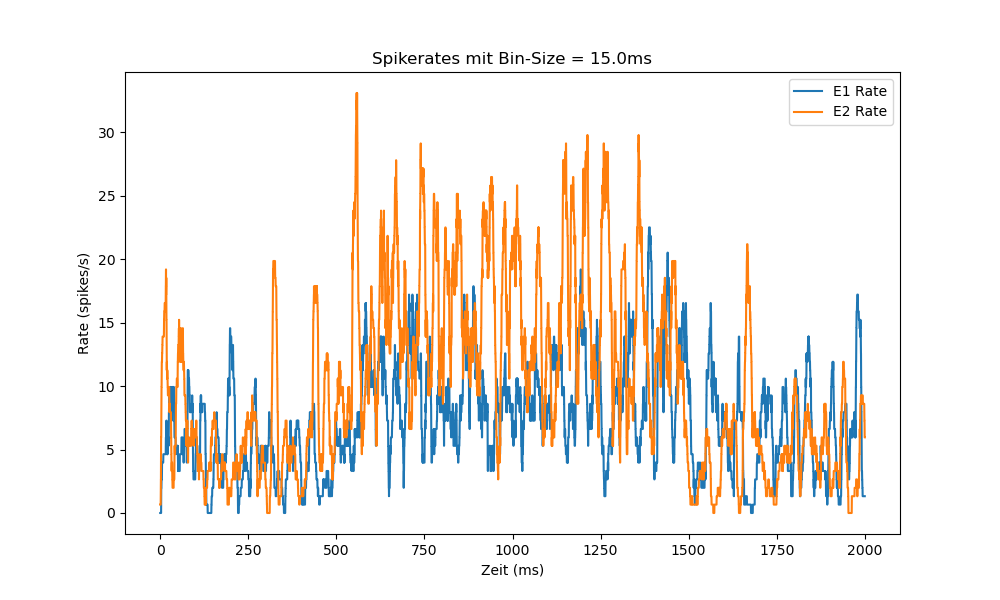 Spikerates mit Bin-Size = 15.0ms
E1 Rate
E2 Rate
Rate (spikes/s)
30
25
20
15
10
5
0
0 250 500 750 1000 1250 1500 1750 2000
Zeit (ms)